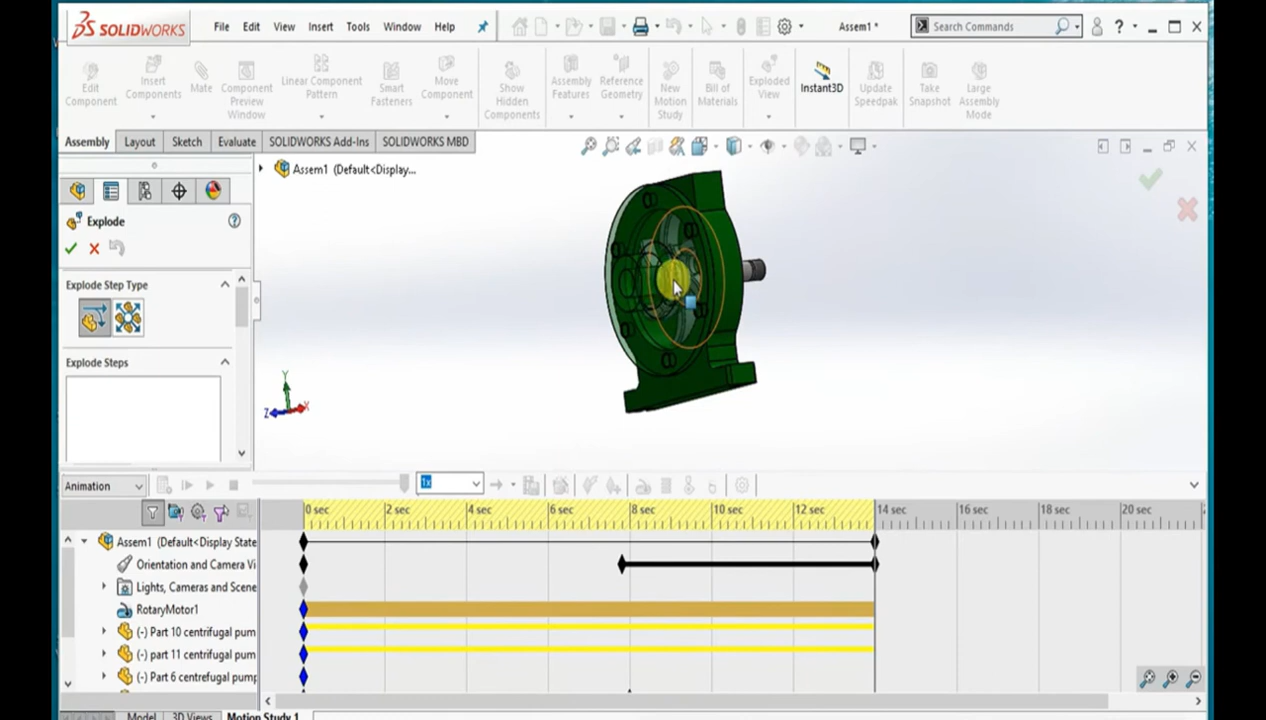 SOLIDWORKS File Edit View Insert Tools Window Help Assem1 * Search Commands ?
Edit Component
Insert Components
Mate
Component Preview Window
Linear Component Pattern
Smart Fasteners
Move Component
Show Hidden Components
Assembly Features
Reference Geometry
New Motion Study
Bill of Materials
Exploded View
Instant3D
Update Speedpak
Take Snapshot
Large Assembly Mode
Assembly Layout Sketch Evaluate SOLIDWORKS Add-Ins SOLIDWORKS MBD
Assem1 (Default<Display...
Explode
Explode Step Type
Explode Steps
Y
Z X
Animation 1x
0 sec 2 sec 4 sec 6 sec 8 sec 10 sec 12 sec 14 sec 16 sec 18 sec 20 sec
Assem1 (Default<Display State
Orientation and Camera Vi
Lights, Cameras and Scene
RotaryMotor1
(-) Part 10 centrifugal pum
(-) part 11 centrifugal pum
(-) Part 6 centrefugal pump
Model 3D Views Motion Study 1